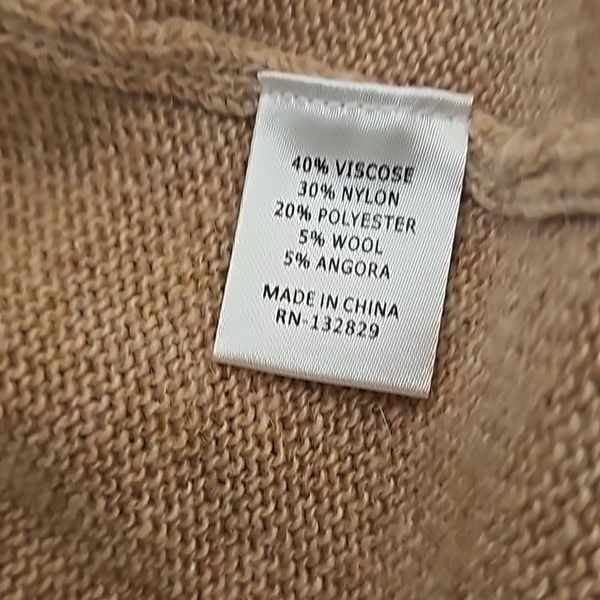 40% VISCOSE
30% NYLON
20% POLYESTER
5% WOOL
5% ANGORA
MADE IN CHINA
RN-132829